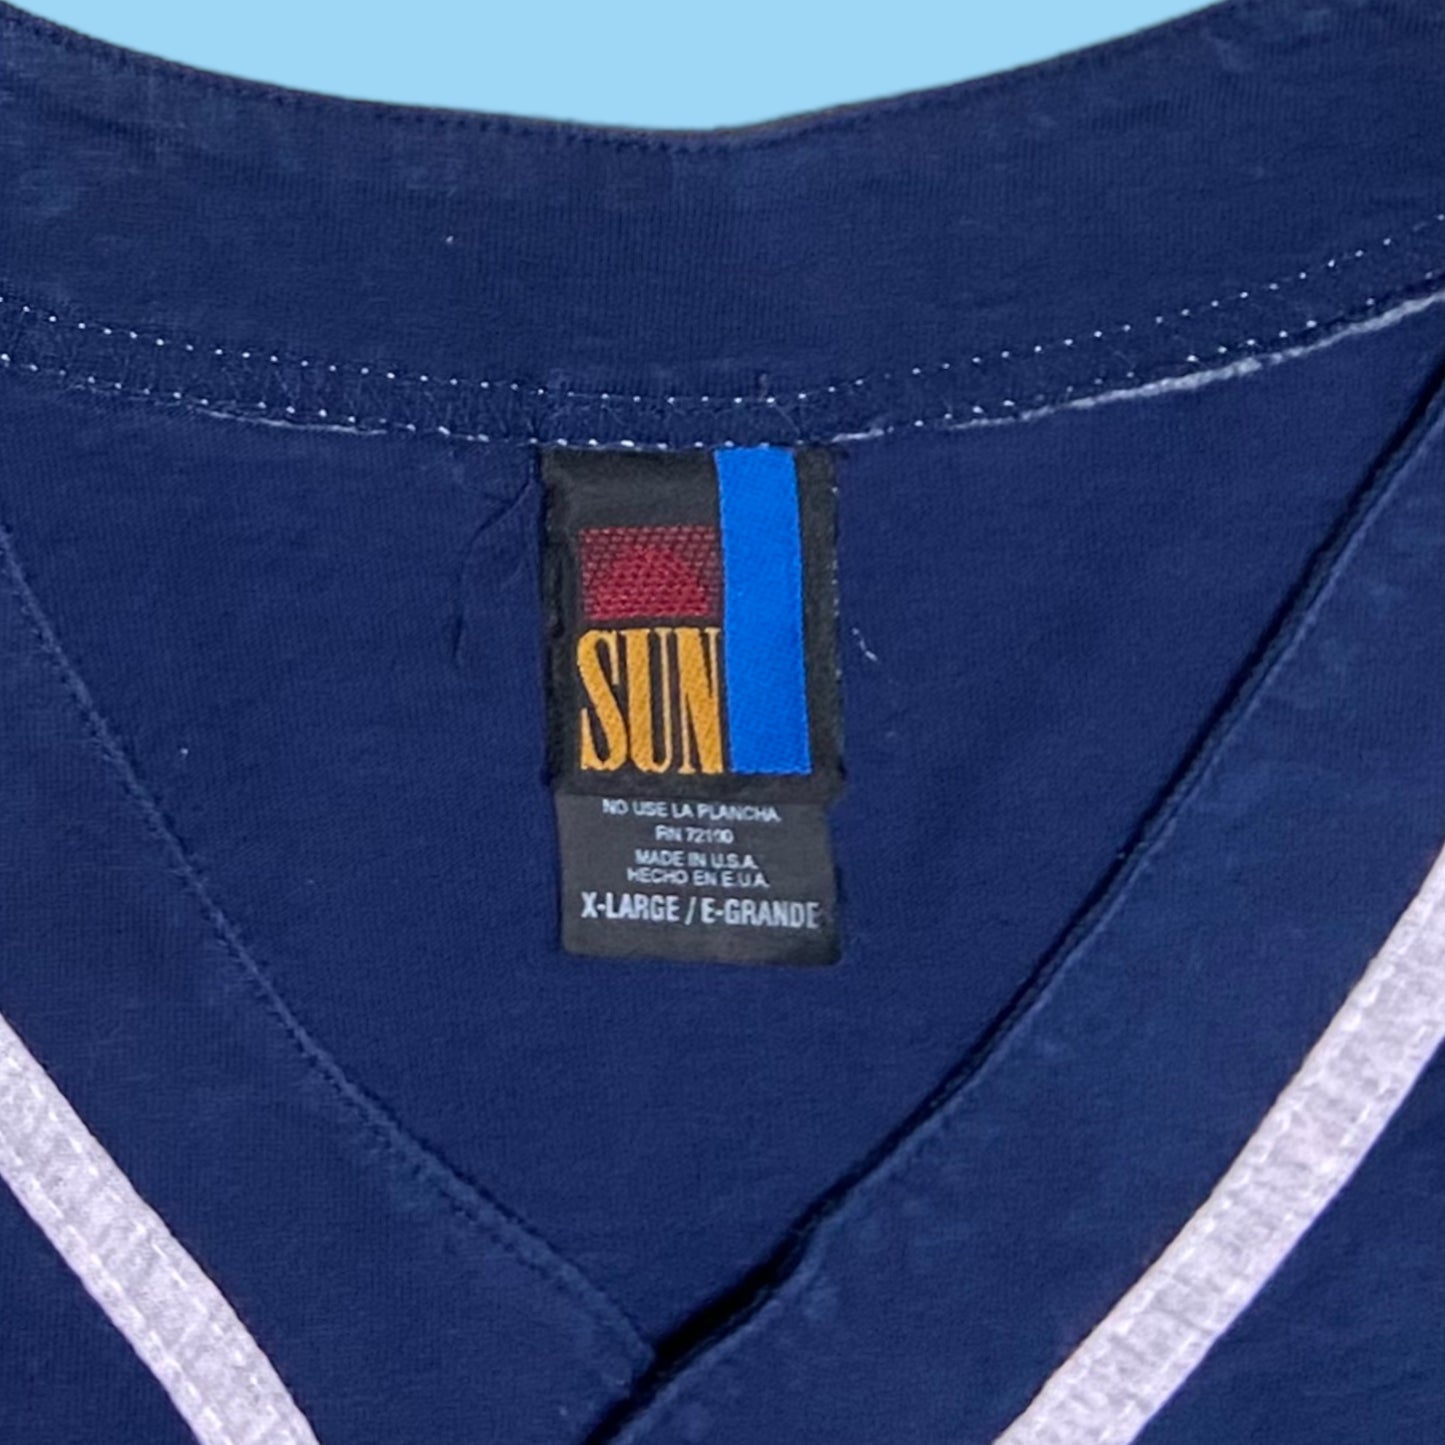 SUN
NO USE LA PLANCHA
RN 72100
MADE IN U.S.A.
HECHO EN E.U.A.
X-LARGE / E-GRANDE